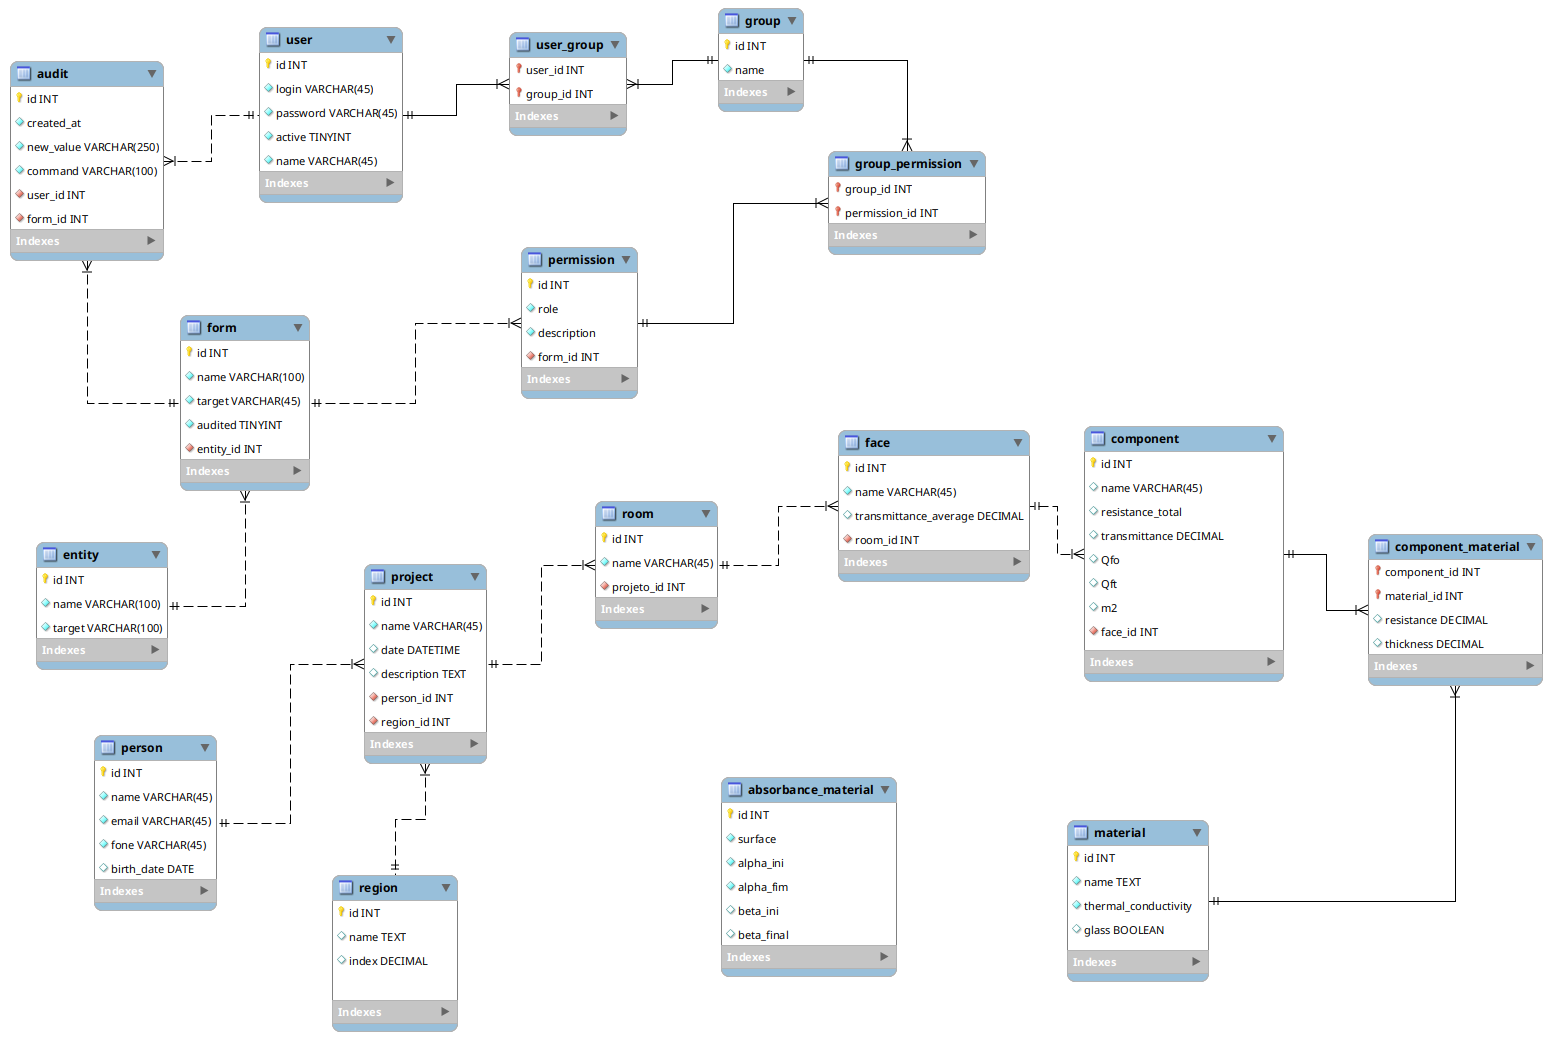 audit
id INT
created_at
new_value VARCHAR(250)
command VARCHAR(100)
user_id INT
form_id INT
Indexes
user
id INT
login VARCHAR(45)
password VARCHAR(45)
active TINYINT
name VARCHAR(45)
Indexes
user_group
user_id INT
group_id INT
Indexes
group
id INT
name
Indexes
group_permission
group_id INT
permission_id INT
Indexes
permission
id INT
role
description
form_id INT
Indexes
form
id INT
name VARCHAR(100)
target VARCHAR(45)
audited TINYINT
entity_id INT
Indexes
entity
id INT
name VARCHAR(100)
target VARCHAR(100)
Indexes
project
id INT
name VARCHAR(45)
date DATETIME
description TEXT
person_id INT
region_id INT
Indexes
room
id INT
name VARCHAR(45)
projeto_id INT
Indexes
face
id INT
name VARCHAR(45)
transmittance_average DECIMAL
room_id INT
Indexes
component
id INT
name VARCHAR(45)
resistance_total
transmittance DECIMAL
Qfo
Qft
m2
face_id INT
Indexes
component_material
component_id INT
material_id INT
resistance DECIMAL
thickness DECIMAL
Indexes
person
id INT
name VARCHAR(45)
email VARCHAR(45)
fone VARCHAR(45)
birth_date DATE
Indexes
region
id INT
name TEXT
index DECIMAL
Indexes
absorbance_material
id INT
surface
alpha_ini
alpha_fim
beta_ini
beta_final
Indexes
material
id INT
name TEXT
thermal_conductivity
glass BOOLEAN
Indexes